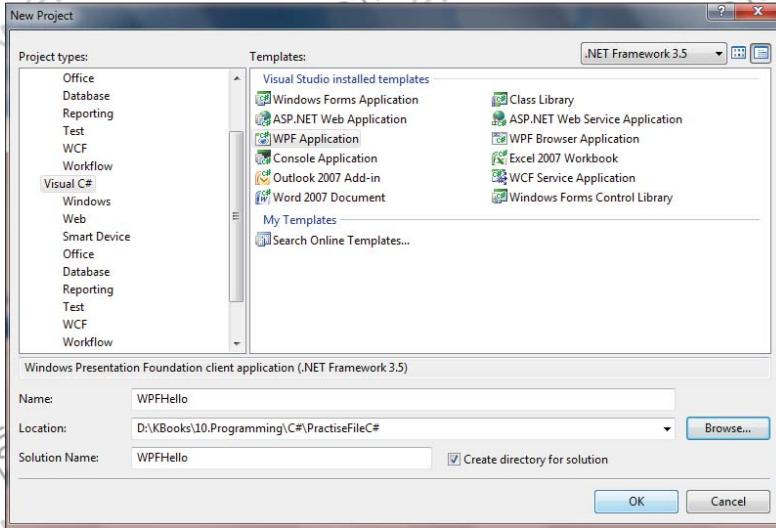 New Project
Project types:
Templates:
.NET Framework 3.5
Office
Database
Reporting
Test
WCF
Workflow
Visual C#
Windows
Web
Smart Device
Office
Database
Reporting
Test
WCF
Workflow
Visual Studio installed templates
Windows Forms Application
Class Library
ASP.NET Web Application
ASP.NET Web Service Application
WPF Application
WPF Browser Application
Console Application
Excel 2007 Workbook
Outlook 2007 Add-in
WCF Service Application
Word 2007 Document
Windows Forms Control Library
My Templates
Search Online Templates...
Windows Presentation Foundation client application (.NET Framework 3.5)
Name: WPFHello
Location: D:\KBooks\10.Programming\C#\PractiseFileC# Browse...
Solution Name: WPFHello Create directory for solution
OK Cancel